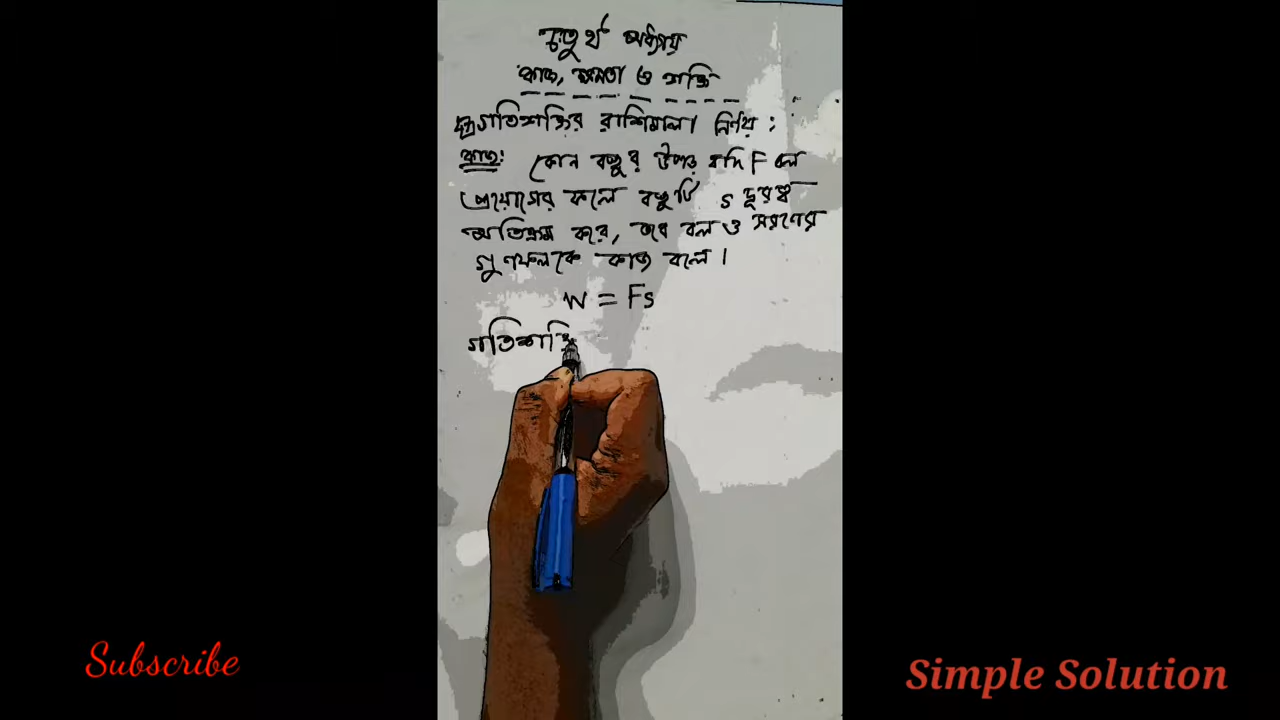 চতুর্থ অধ্যায়
কাজ, ক্ষমতা ও শক্তি
গতিশক্তির রাশিমালা নির্ণয় :
কাজ: কোন বস্তুর উপর যদি F বল
প্রয়োগের ফলে বস্তুটি s দূরত্ব
অতিক্রম করে, তবে বল ও সরণের
গুণফলকে কাজ বলে।
W = Fs
গতিশক্তি
Subscribe
Simple Solution